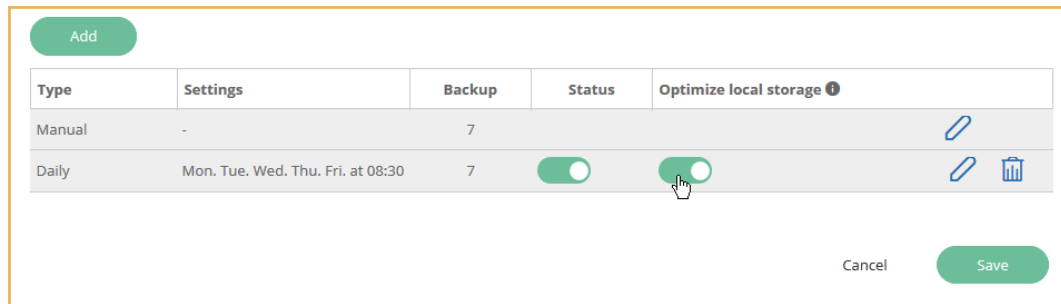 Add
Type Settings Backup Status Optimize local storage
Manual - 7
Daily Mon. Tue. Wed. Thu. Fri. at 08:30 7
Cancel Save